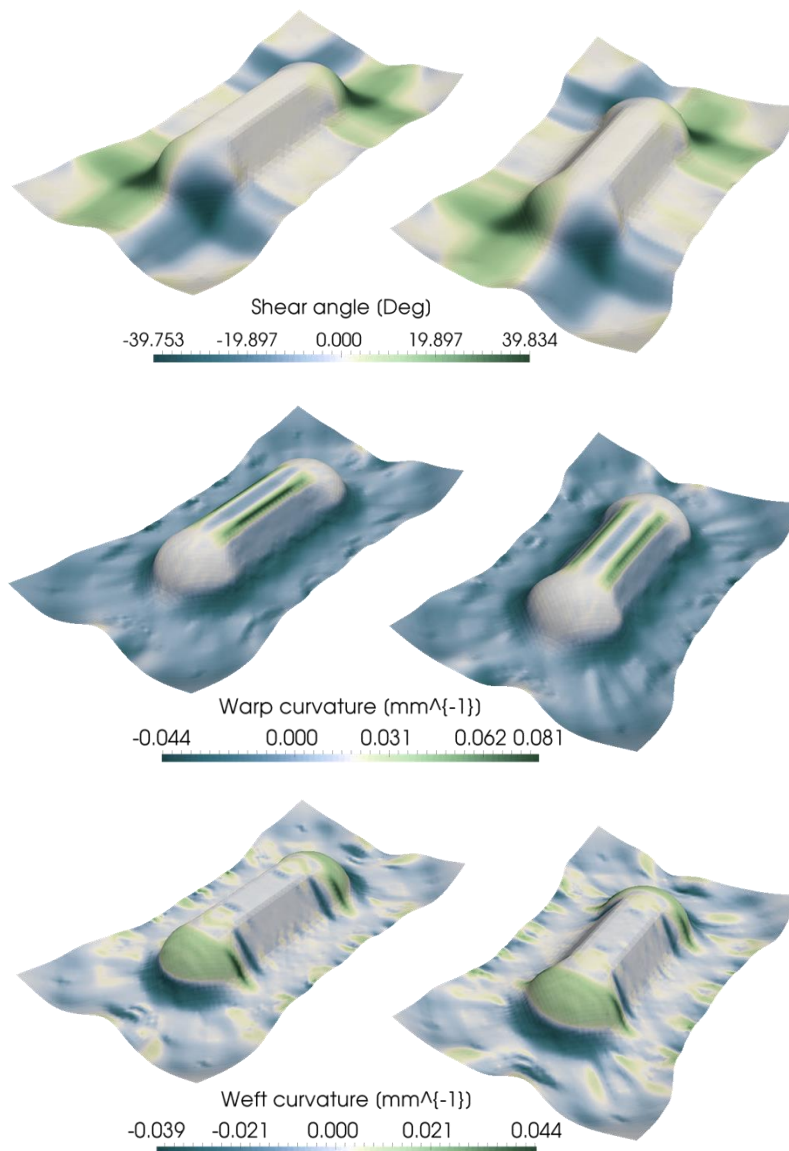 Shear angle (Deg)
-39.753 -19.897 0.000 19.897 39.834
Warp curvature (mm^{-1})
-0.044 0.000 0.031 0.062 0.081
Weft curvature (mm^{-1})
-0.039 -0.021 0.000 0.021 0.044